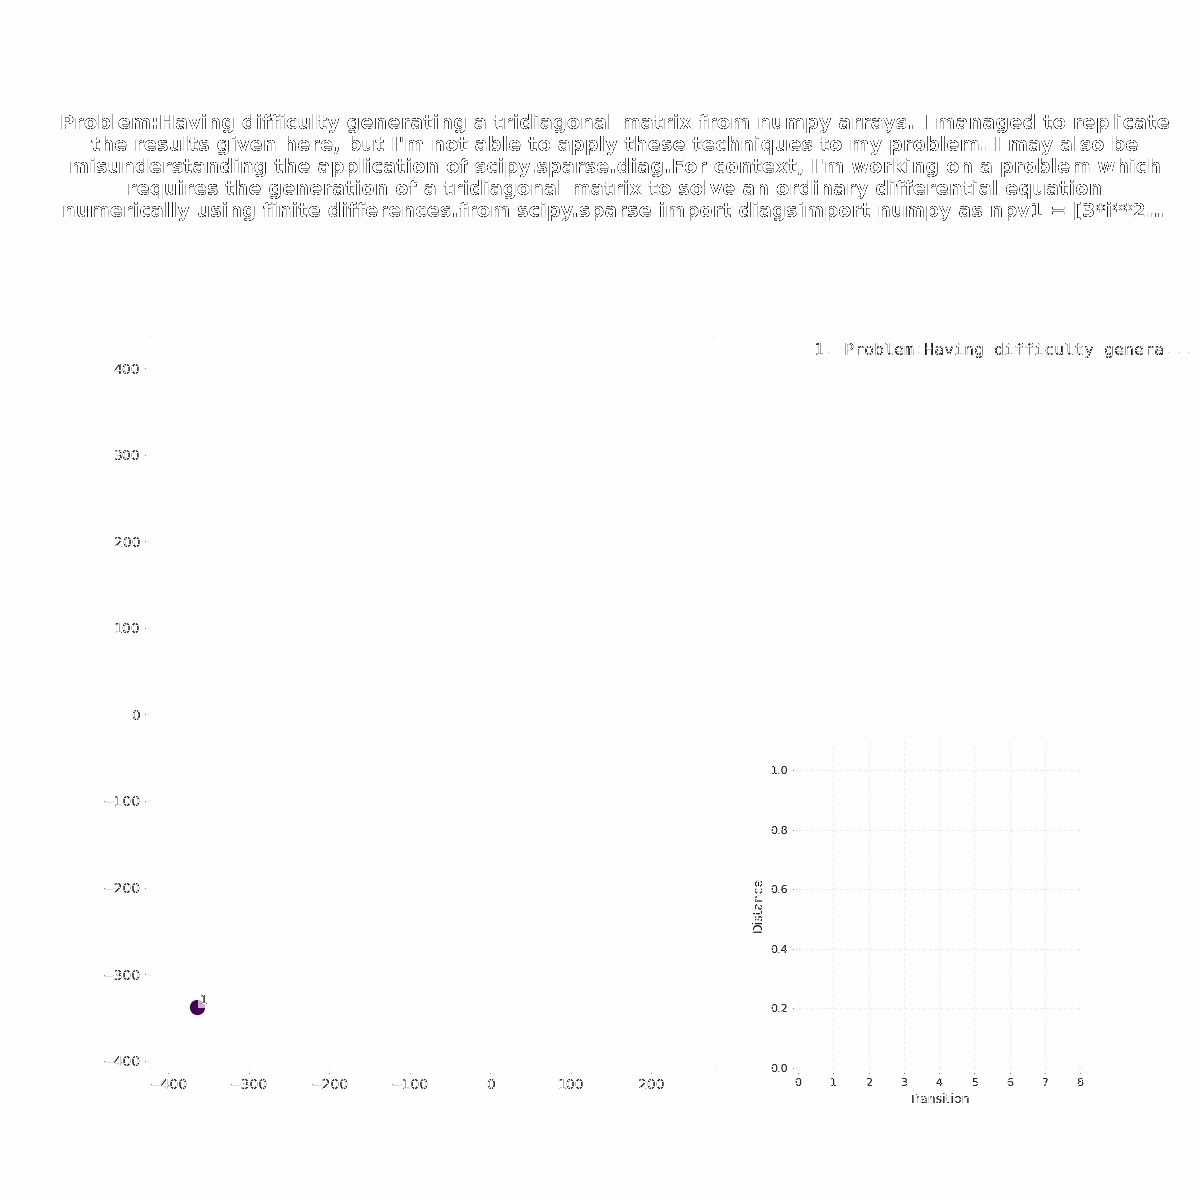 Problem:Having difficulty generating a tridiagonal matrix from numpy arrays. I managed to replicate
the results given here, but I'm not able to apply these techniques to my problem. I may also be
misunderstanding the application of scipy.sparse.diag.For context, I'm working on a problem which
requires the generation of a tridiagonal matrix to solve an ordinary differential equation
numerically using finite differences.from scipy.sparse import diagsimport numpy as npv1 = [3*i**2...
1. Problem:Having difficulty genera...
400
300
200
100
0
−100
−200
−300
−400
−400 −300 −200 −100 0 100 200
1
1.0
0.8
0.6
0.4
0.2
0.0
Distance
0 1 2 3 4 5 6 7 8
Transition